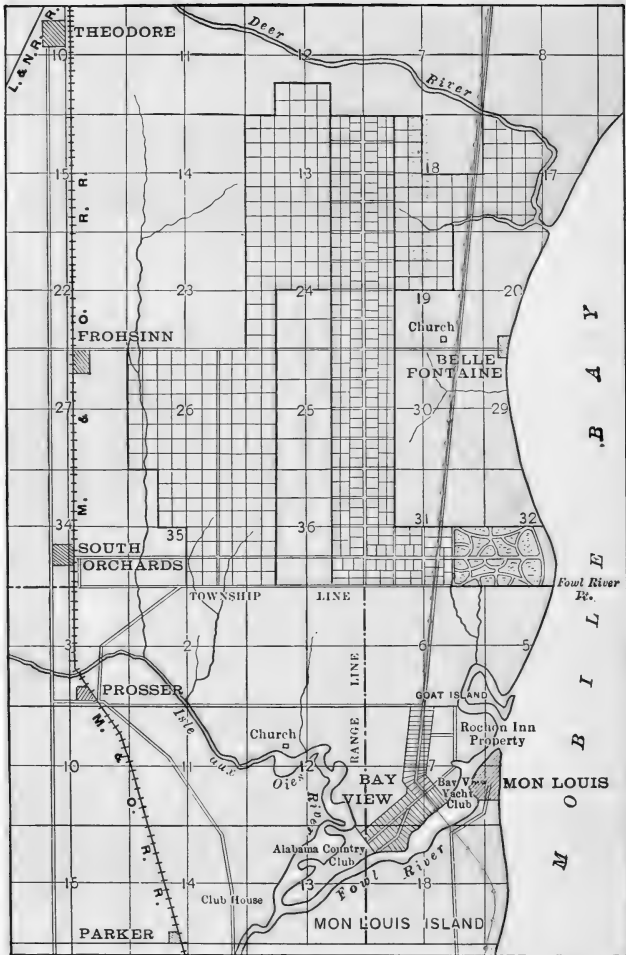 THEODORE
L. & N. R. R.
Deer
River
10
11
12
7
8
15
14
13
18
17
R.
R.
22
23
24
19
20
O.
FROHSINN
Church
BELLE
FONTAINE
27
26
25
30
29
&
M.
34
35
36
31
32
SOUTH
ORCHARDS
TOWNSHIP LINE
Fowl River
Pt.
3
2
6
5
RANGE LINE
PROSSER
GOAT ISLAND
Isle
aux
Oies
River
Church
Rochon Inn
Property
M. & O. R. R.
10
11
12
7
BAY
VIEW
Bay View
Yacht
Club
MON LOUIS
Alabama Country
Club
Fowl River
15
14
13
18
Club House
MON LOUIS ISLAND
PARKER
MOBILE BAY